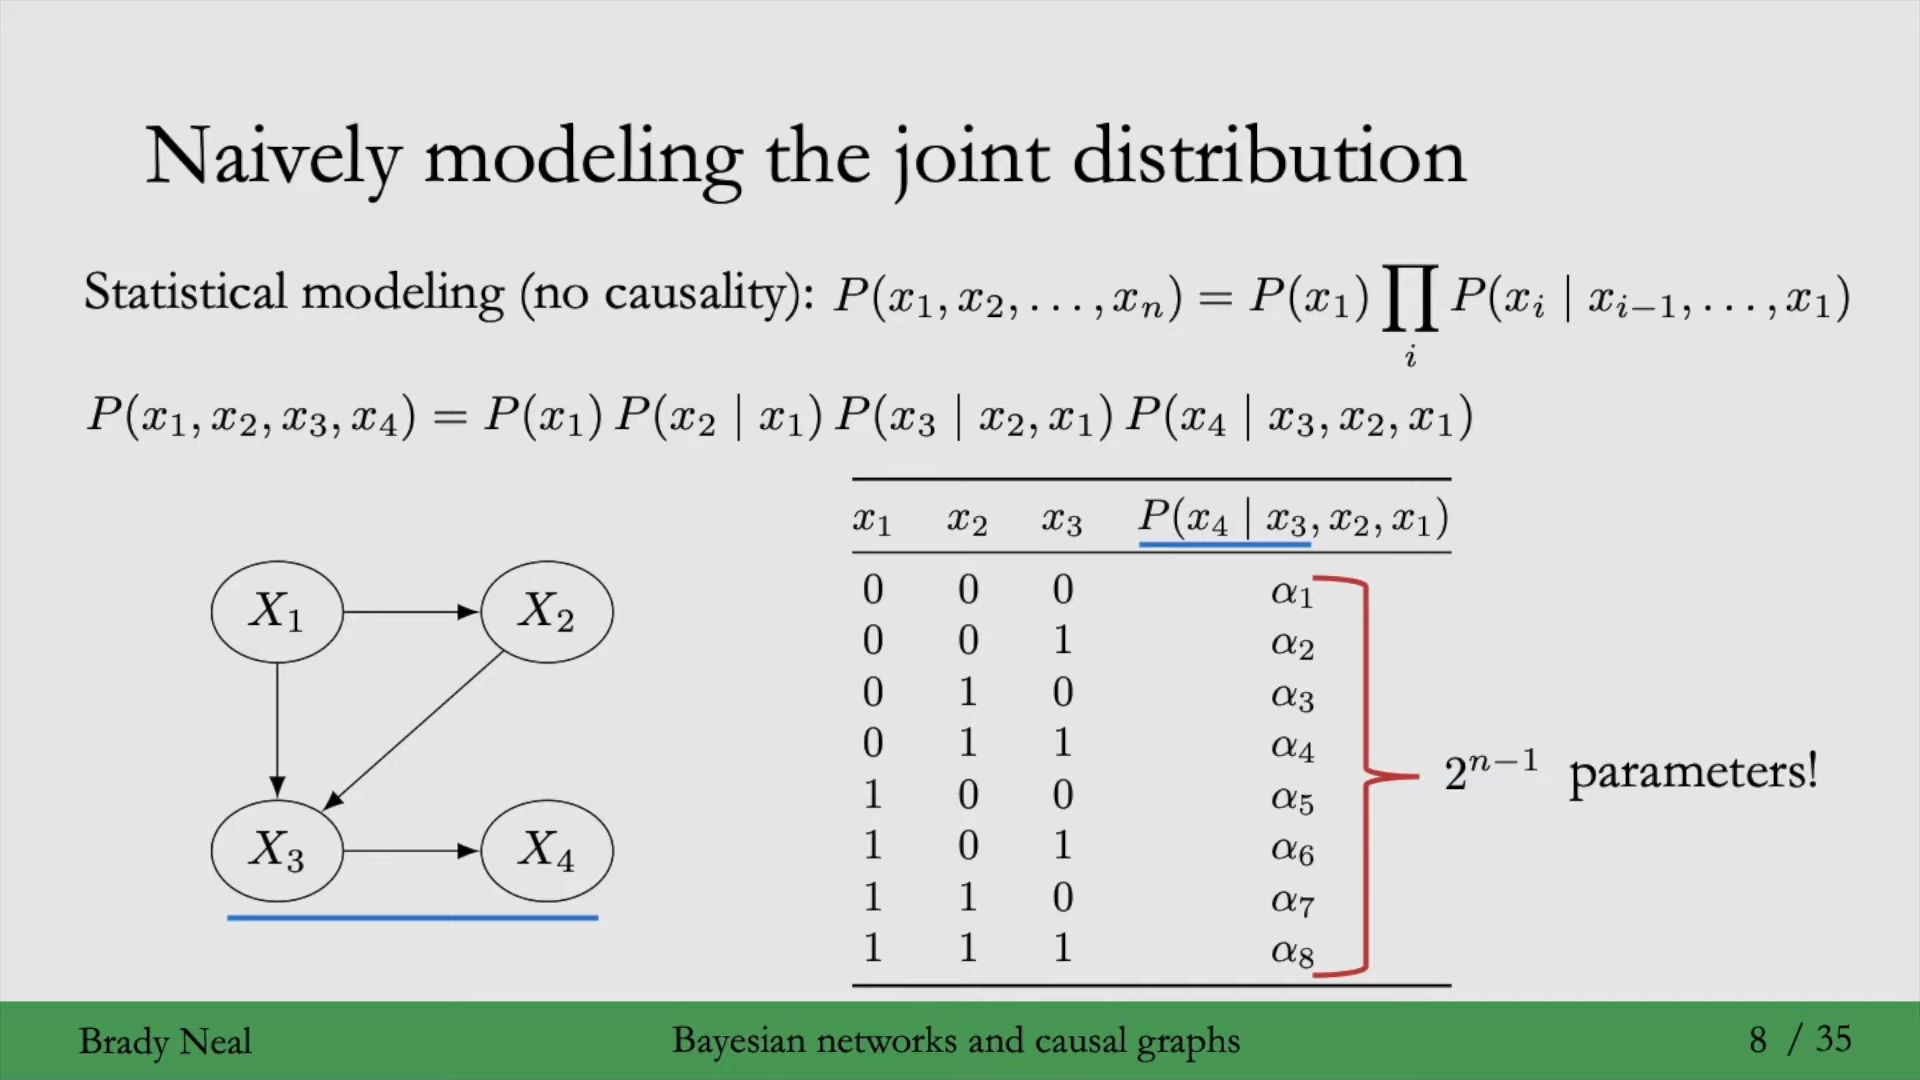 Naively modeling the joint distribution
Statistical modeling (no causality): P(x₁, x₂, . . . , xₙ) = P(x₁) ∏ᵢ P(xᵢ | xᵢ₋₁, . . . , x₁)
P(x₁, x₂, x₃, x₄) = P(x₁) P(x₂ | x₁) P(x₃ | x₂, x₁) P(x₄ | x₃, x₂, x₁)
X₁ X₂
X₃ X₄
x₁ x₂ x₃ P(x₄ | x₃, x₂, x₁)
0 0 0 α₁
0 0 1 α₂
0 1 0 α₃
0 1 1 α₄
1 0 0 α₅
1 0 1 α₆
1 1 0 α₇
1 1 1 α₈
2ⁿ⁻¹ parameters!
Brady Neal Bayesian networks and causal graphs 8 / 35